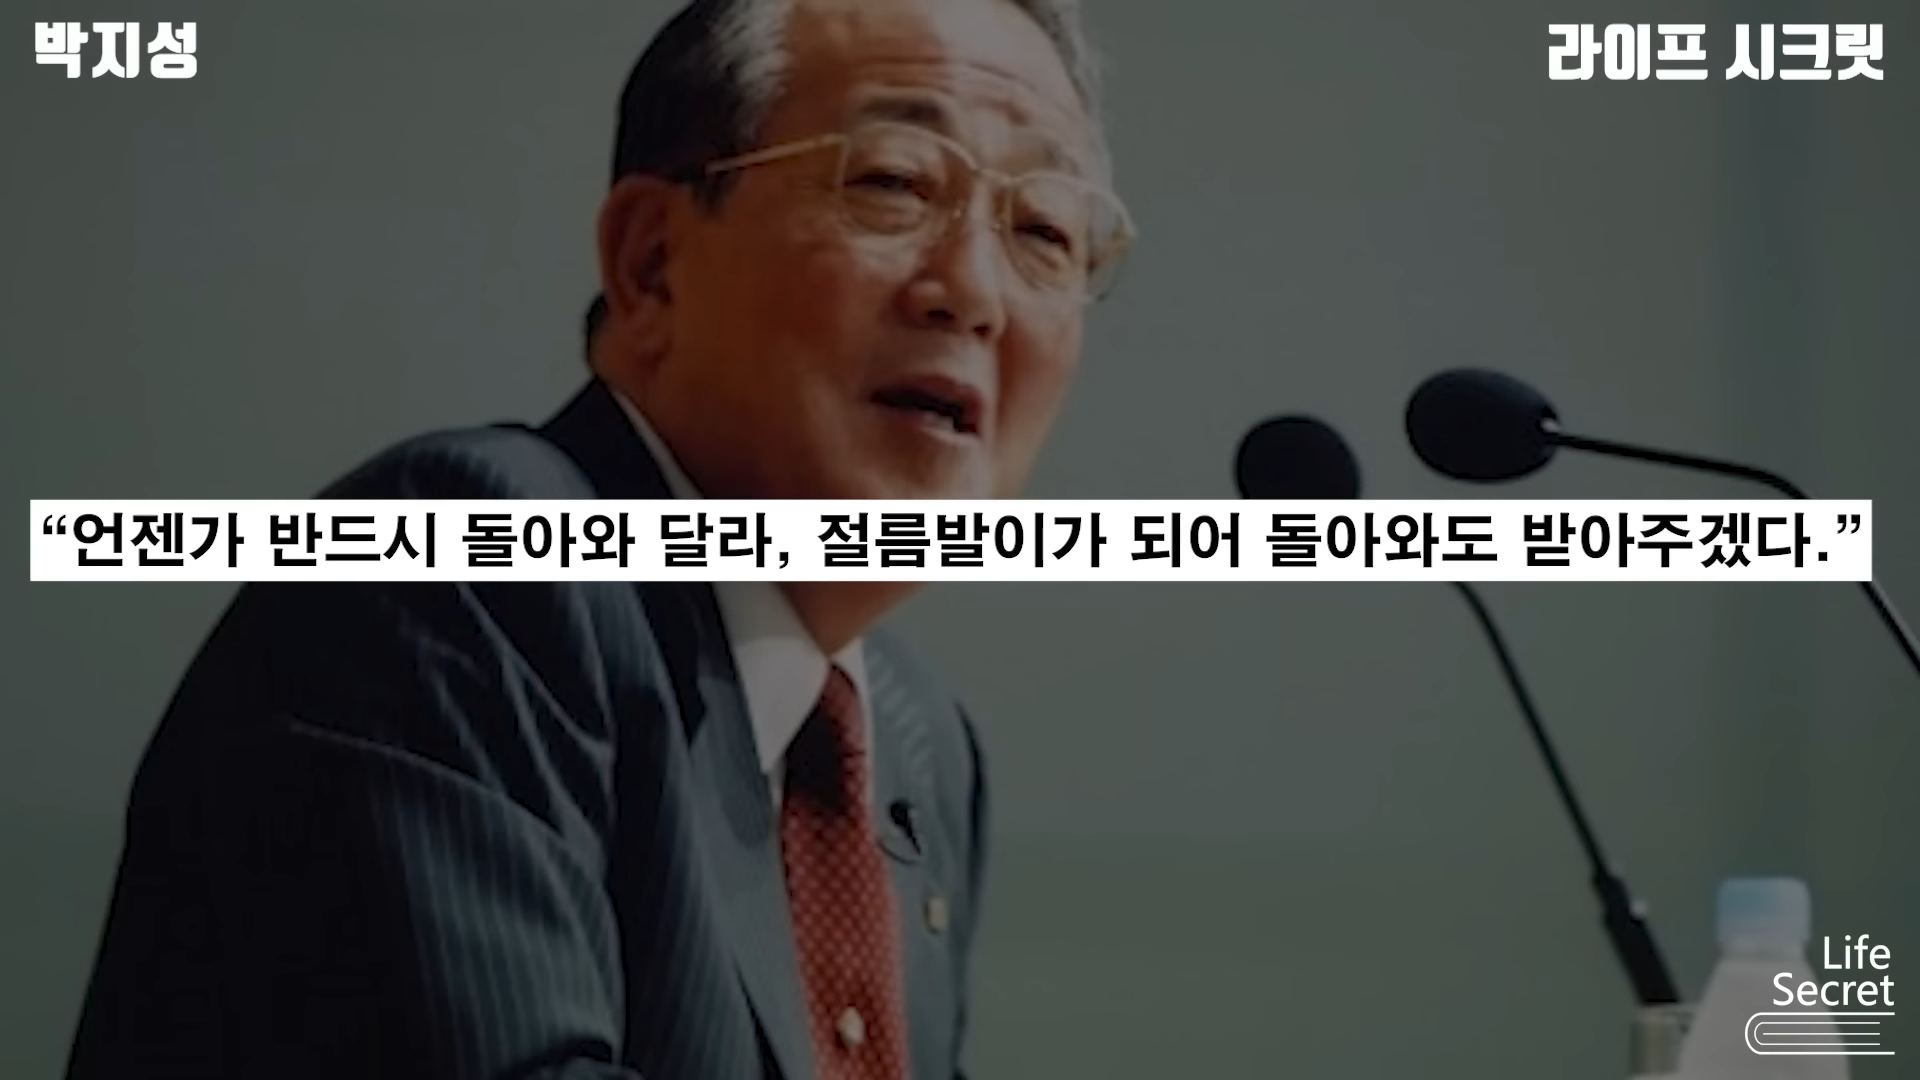 박지성
라이프 시크릿
“언젠가 반드시 돌아와 달라, 절름발이가 되어 돌아와도 받아주겠다.”
Life
Secret